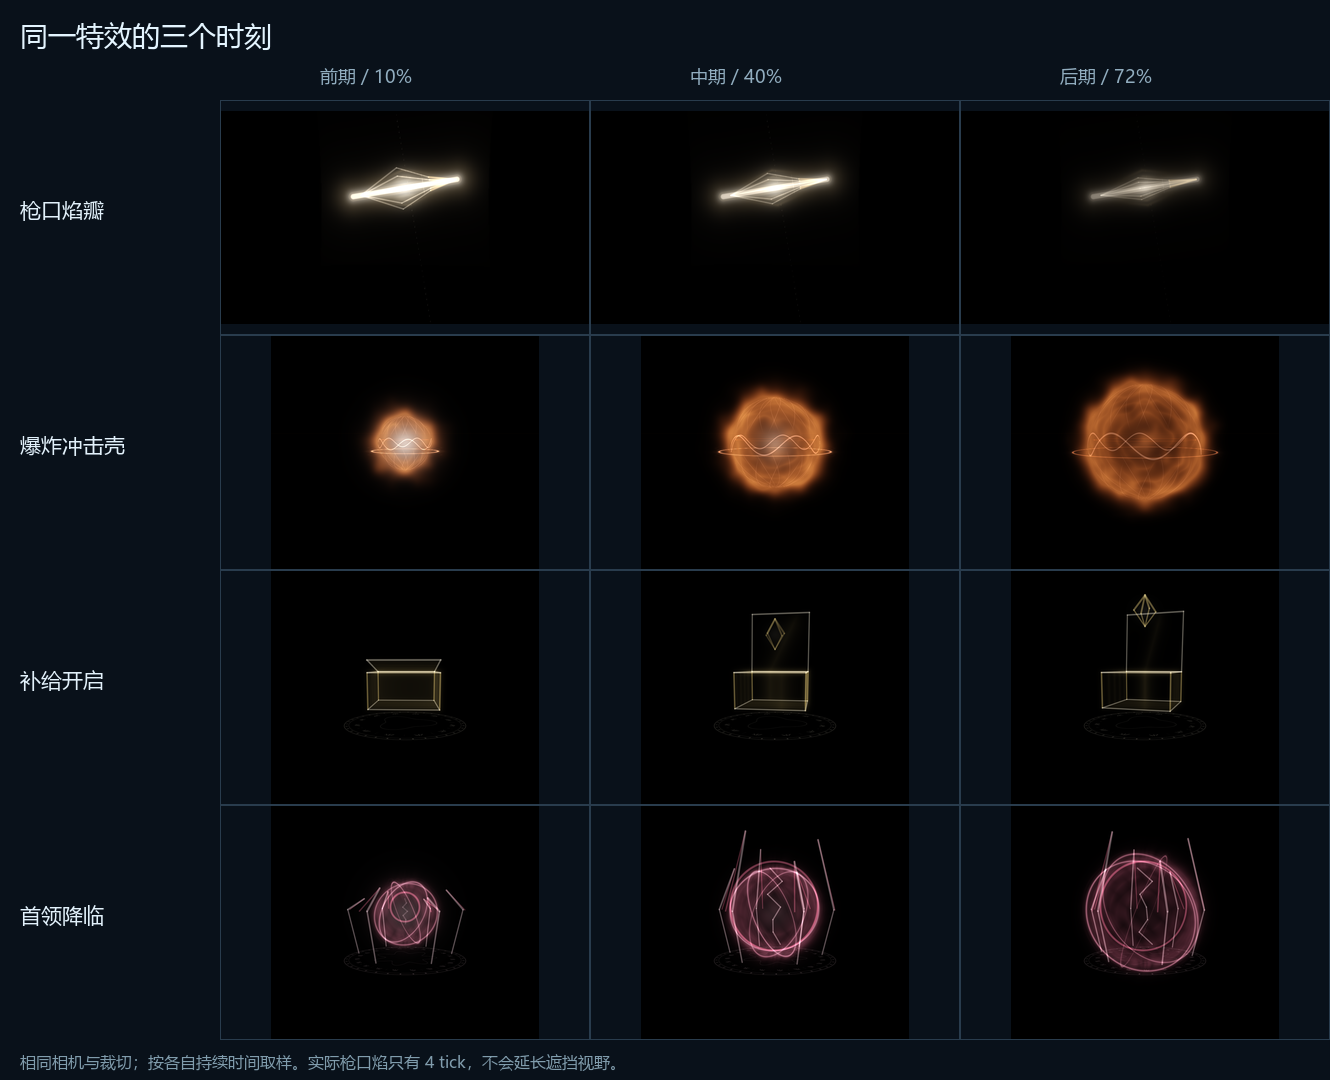 同一特效的三个时刻
前期 / 10%
中期 / 40%
后期 / 72%
枪口焰瓣
爆炸冲击壳
补给开启
首领降临
相同相机与裁切；按各自持续时间取样。实际枪口焰只有 4 tick，不会延长遮挡视野。